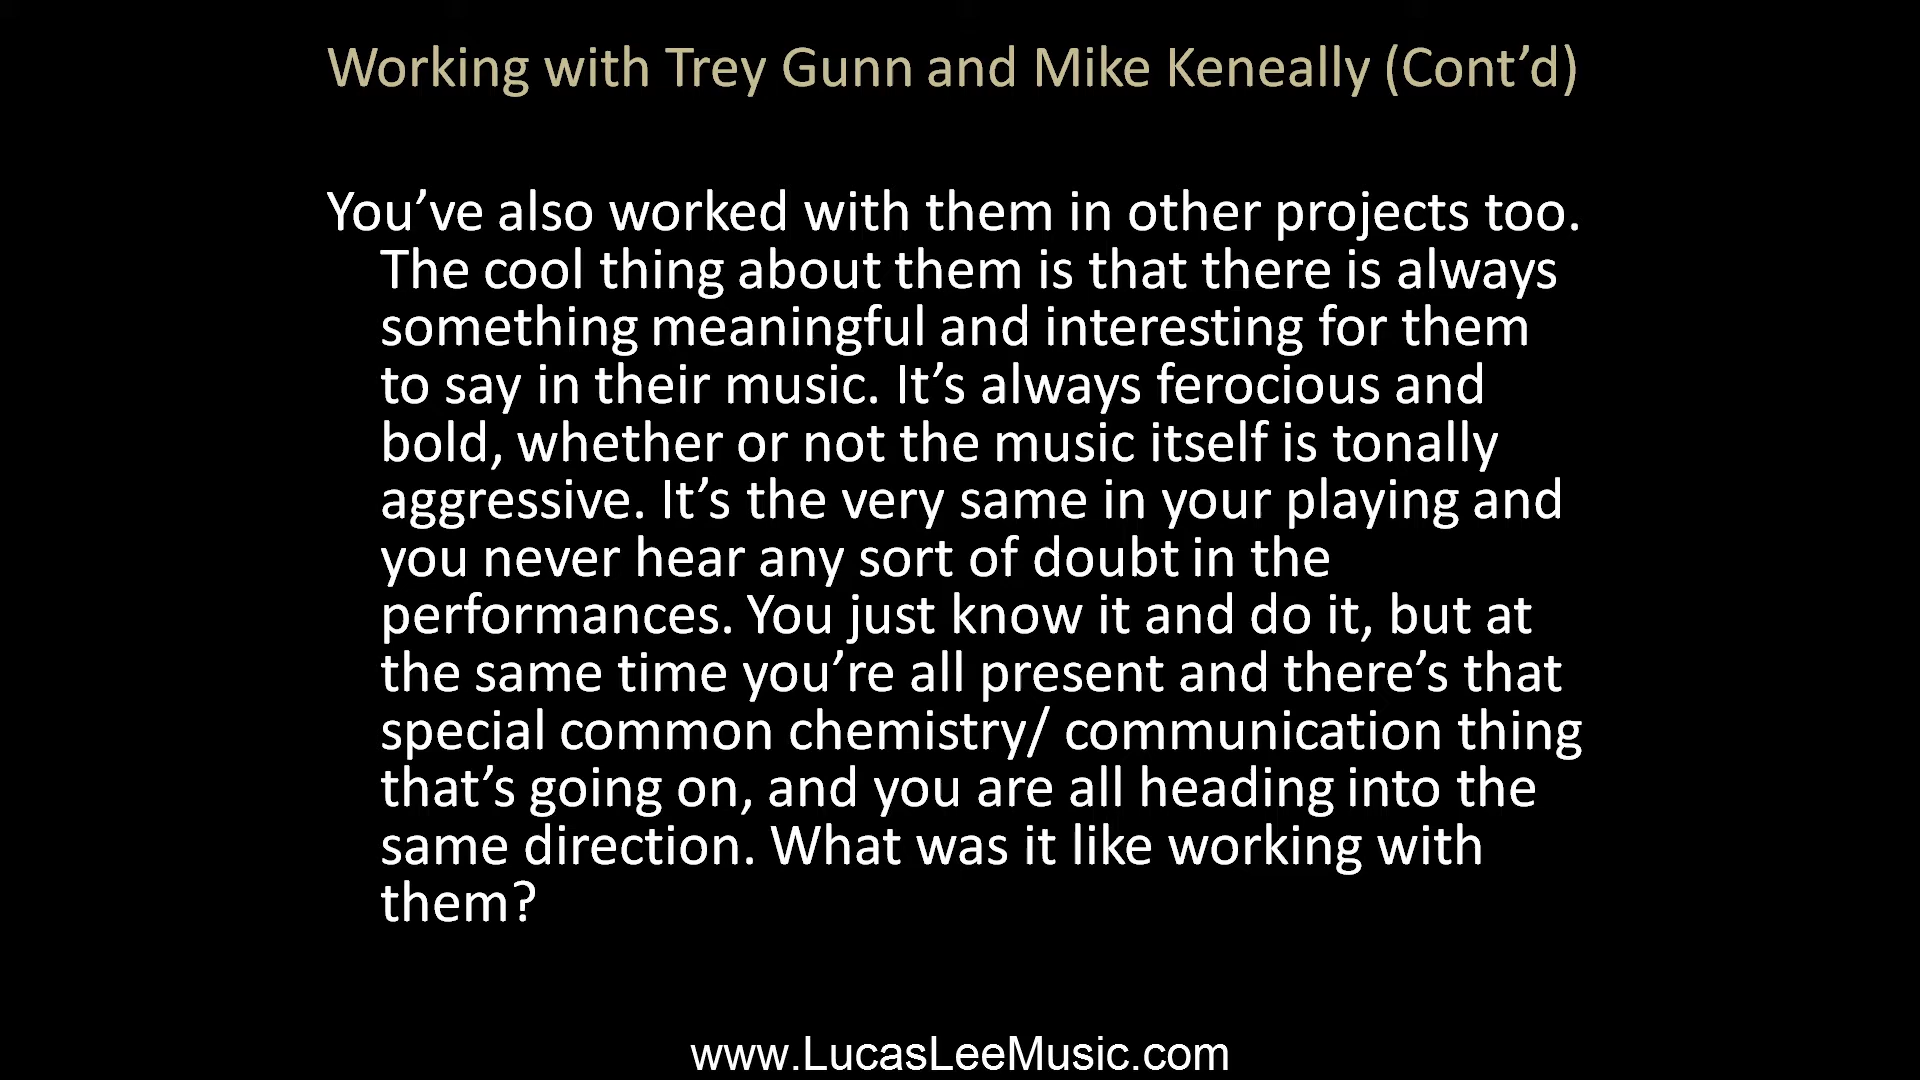 Working with Trey Gunn and Mike Keneally (Cont’d)
You’ve also worked with them in other projects too.
The cool thing about them is that there is always
something meaningful and interesting for them
to say in their music. It’s always ferocious and
bold, whether or not the music itself is tonally
aggressive. It’s the very same in your playing and
you never hear any sort of doubt in the
performances. You just know it and do it, but at
the same time you’re all present and there’s that
special common chemistry/ communication thing
that’s going on, and you are all heading into the
same direction. What was it like working with
them?
www.LucasLeeMusic.com